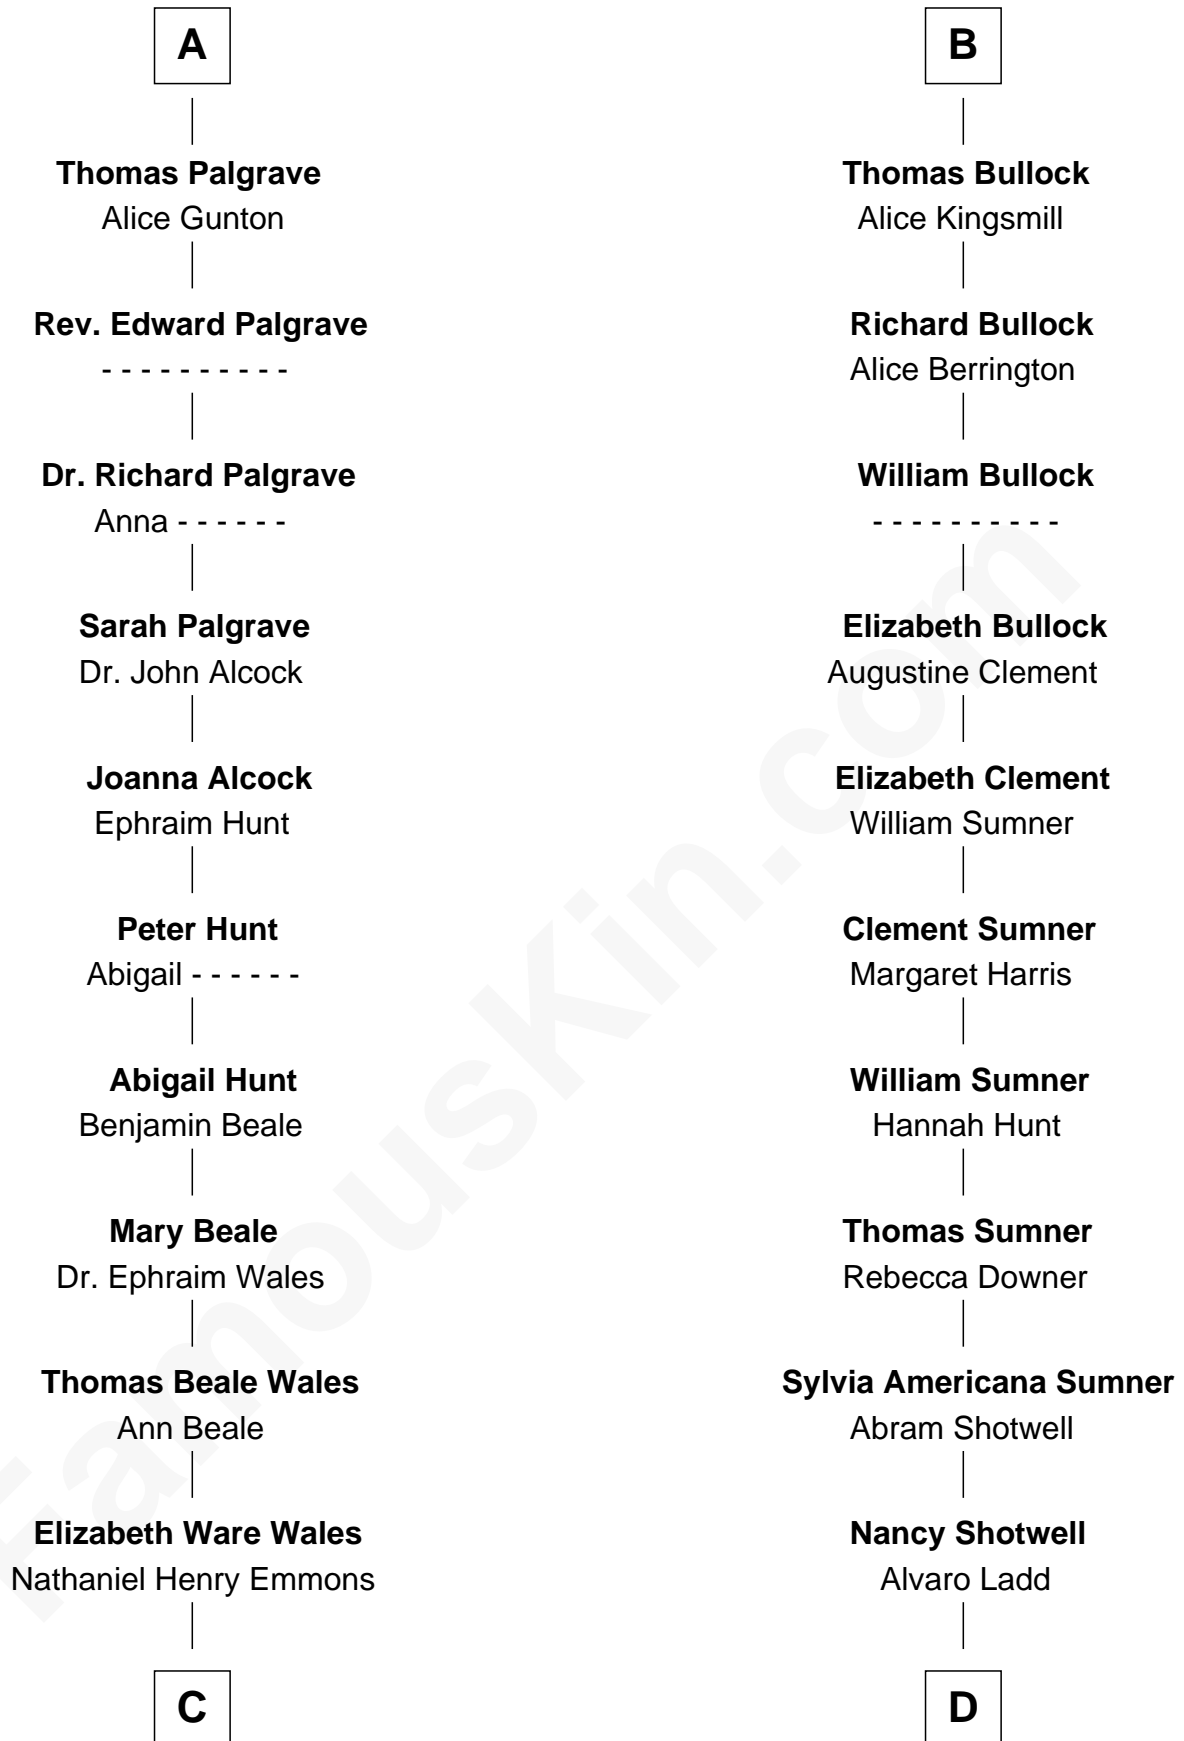 A
Thomas Palgrave
Alice Gunton
Rev. Edward Palgrave
- - - - - - - - - -
Dr. Richard Palgrave
Anna - - - - - -
Sarah Palgrave
Dr. John Alcock
Joanna Alcock
Ephraim Hunt
Peter Hunt
Abigail - - - - - -
Abigail Hunt
Benjamin Beale
Mary Beale
Dr. Ephraim Wales
Thomas Beale Wales
Ann Beale
Elizabeth Ware Wales
Nathaniel Henry Emmons
C
B
Thomas Bullock
Alice Kingsmill
Richard Bullock
Alice Berrington
William Bullock
- - - - - - - - - -
Elizabeth Bullock
Augustine Clement
Elizabeth Clement
William Sumner
Clement Sumner
Margaret Harris
William Sumner
Hannah Hunt
Thomas Sumner
Rebecca Downer
Sylvia Americana Sumner
Abram Shotwell
Nancy Shotwell
Alvaro Ladd
D
FamousKin.com